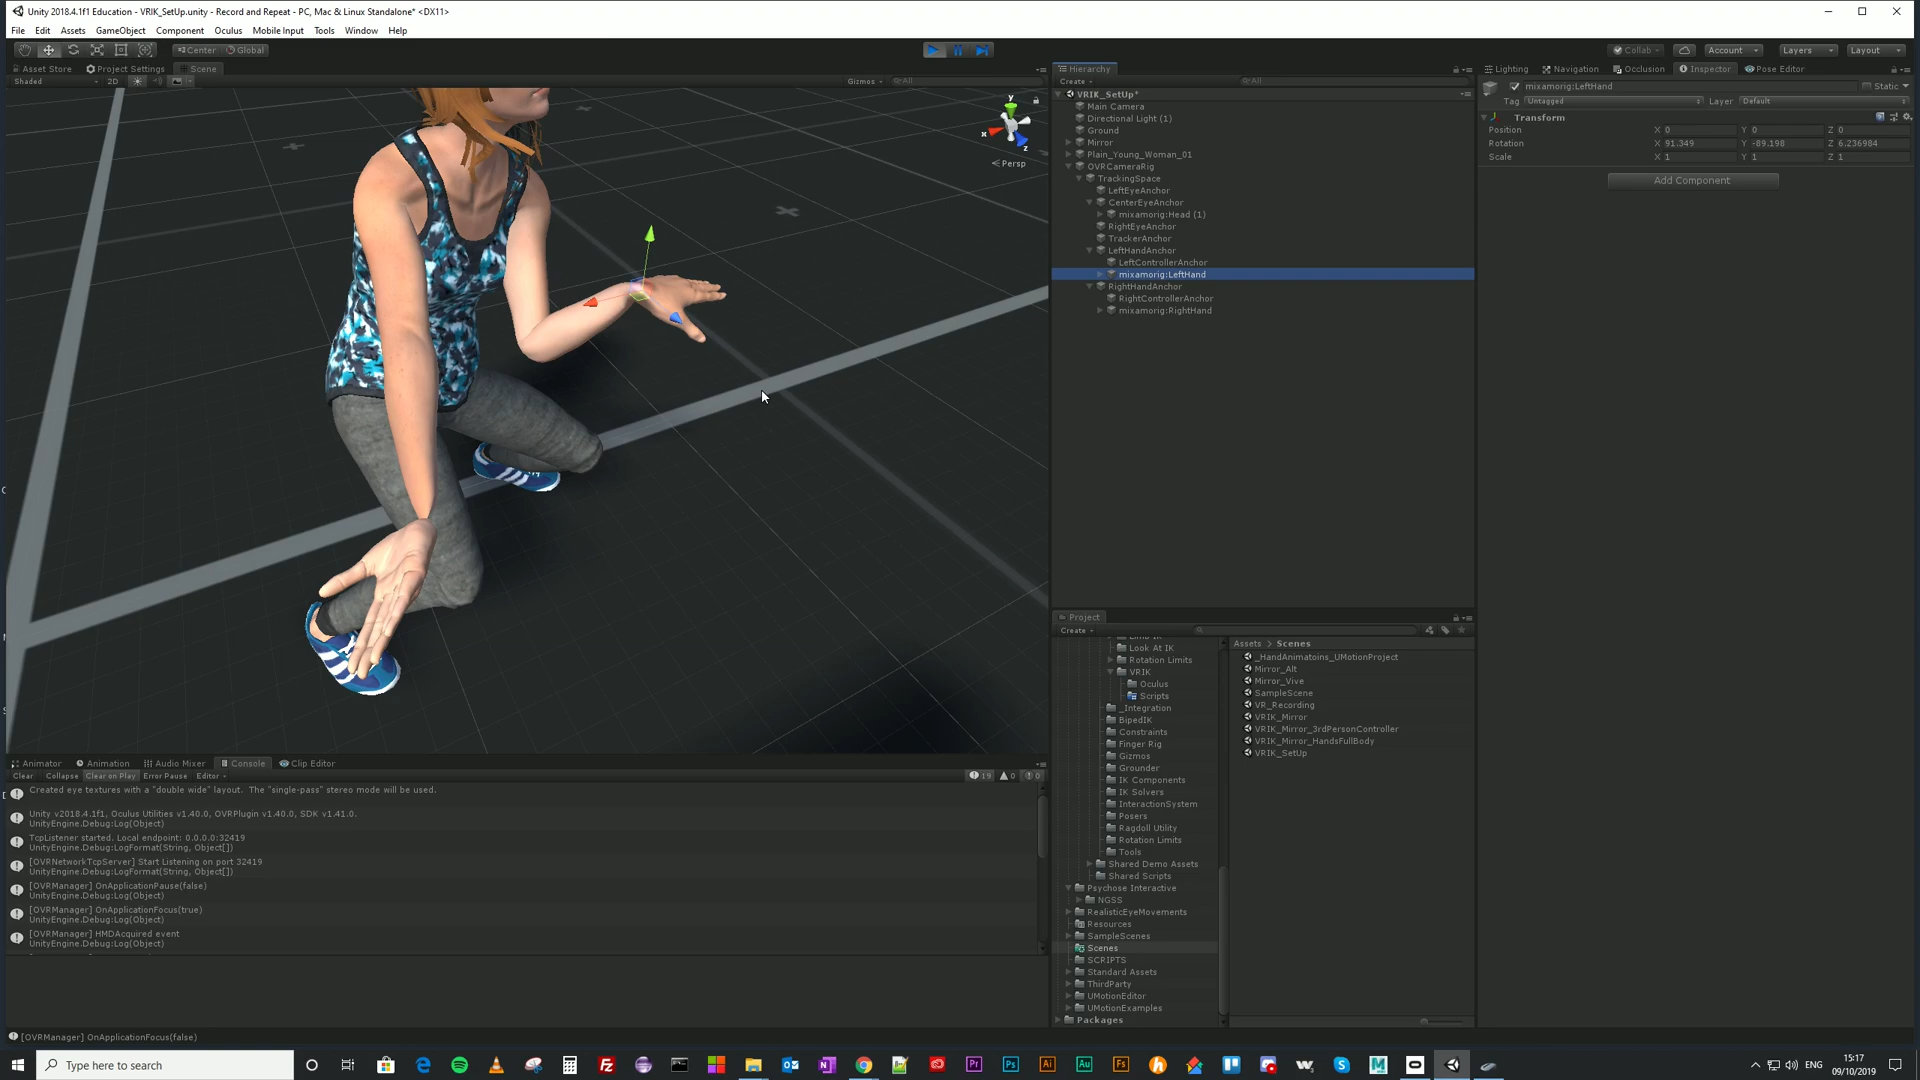 Unity 2018.4.1f1 Education - VRIK_SetUp.unity - Record and Repeat - PC, Mac & Linux Standalone* <DX11>
File Edit Assets GameObject Component Oculus Mobile Input Tools Window Help
Center Global
Collab Account Layers Layout
Asset Store Project Settings Scene
Shaded 2D Gizmos All
y
x
z
Persp
Hierarchy
Create All
VRIK_SetUp*
Main Camera
Directional Light (1)
Ground
Mirror
Plain_Young_Woman_01
OVRCameraRig
TrackingSpace
LeftEyeAnchor
CenterEyeAnchor
mixamorig:Head (1)
RightEyeAnchor
TrackerAnchor
LeftHandAnchor
LeftControllerAnchor
mixamorig:LeftHand
RightHandAnchor
RightControllerAnchor
mixamorig:RightHand
Lighting Navigation Occlusion Inspector Pose Editor
mixamorig:LeftHand Static
Tag Untagged Layer Default
Transform
Position X 0 Y 0 Z 0
Rotation X 91.349 Y -89.198 Z 6.236984
Scale X 1 Y 1 Z 1
Add Component
Project
Create
Limb IK
Look At IK
Rotation Limits
VRIK
Oculus
Scripts
_Integration
BipedIK
Constraints
Finger Rig
Gizmos
Grounder
IK Components
IK Solvers
InteractionSystem
Posers
Ragdoll Utility
Rotation Limits
Tools
Shared Demo Assets
Shared Scripts
Psychose Interactive
NGSS
RealisticEyeMovements
Resources
SampleScenes
Scenes
SCRIPTS
Standard Assets
ThirdParty
UMotionEditor
UMotionExamples
Packages
Assets > Scenes
_HandAnimatoins_UMotionProject
Mirror_Alt
Mirror_Vive
SampleScene
VR_Recording
VRIK_Mirror
VRIK_Mirror_3rdPersonController
VRIK_Mirror_HandsFullBody
VRIK_SetUp
Animator Animation Audio Mixer Console Clip Editor
Clear Collapse Clear on Play Error Pause Editor 19 0 0
Created eye textures with a "double wide" layout. The "single-pass" stereo mode will be used.
Unity v2018.4.1f1, Oculus Utilities v1.40.0, OVRPlugin v1.40.0, SDK v1.41.0.
UnityEngine.Debug:Log(Object)
TcpListener started. Local endpoint: 0.0.0.0:32419
UnityEngine.Debug:LogFormat(String, Object[])
[OVRNetworkTcpServer] Start Listening on port 32419
UnityEngine.Debug:LogFormat(String, Object[])
[OVRManager] OnApplicationPause(false)
UnityEngine.Debug:Log(Object)
[OVRManager] OnApplicationFocus(true)
UnityEngine.Debug:Log(Object)
[OVRManager] HMDAcquired event
UnityEngine.Debug:Log(Object)
[OVRManager] OnApplicationFocus(false)
Type here to search
Fz
Pr Ps Ai Au Fs
M
ENG
15:17
09/10/2019